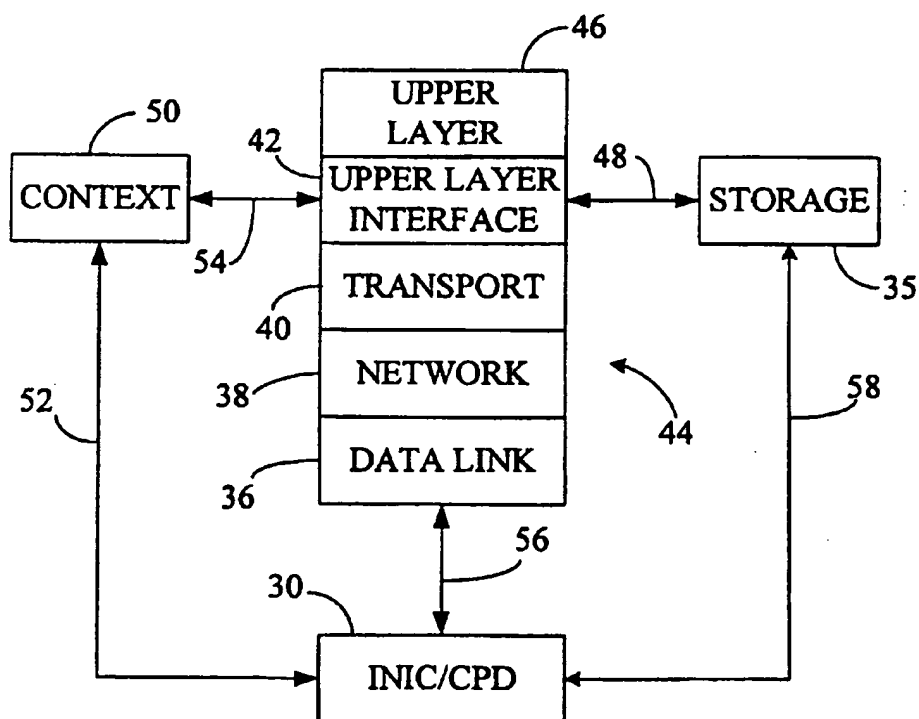 46
UPPER
LAYER
50
42
CONTEXT
UPPER LAYER
INTERFACE
48
STORAGE
54
35
TRANSPORT
40
NETWORK
38
44
52
58
DATA LINK
36
56
30
INIC/CPD